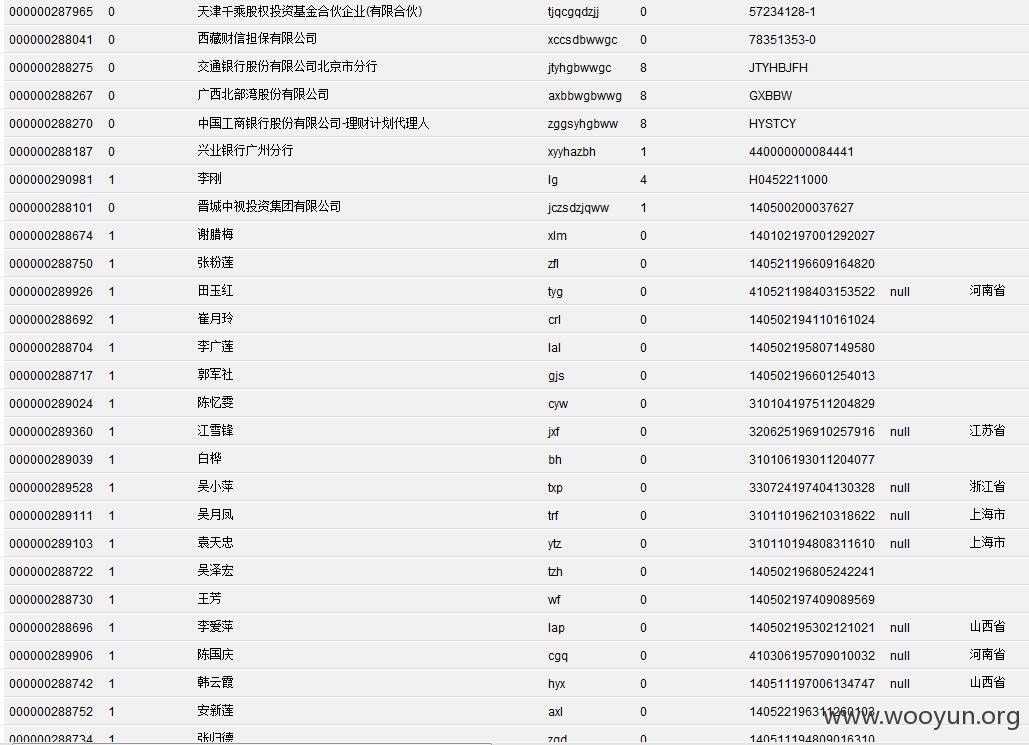 000000287965 0 天津千乘股权投资基金合伙企业(有限合伙) tjqcgqdzjj 0 57234128-1
000000288041 0 西藏财信担保有限公司 xccsdbwwgc 0 78351353-0
000000288275 0 交通银行股份有限公司北京市分行 jtyhgbwwgc 8 JTYHBJFH
000000288267 0 广西北部湾股份有限公司 axbbwgbwwg 8 GXBBW
000000288270 0 中国工商银行股份有限公司-理财计划代理人 zggsyhgbww 8 HYSTCY
000000288187 0 兴业银行广州分行 xyyhazbh 1 440000000084441
000000290981 1 李刚 lg 4 H0452211000
000000288101 0 晋城中视投资集团有限公司 jczsdzjqww 1 140500200037627
000000288674 1 谢腊梅 xlm 0 140102197001292027
000000288750 1 张粉莲 zfl 0 140521196609164820
000000289926 1 田玉红 tyg 0 410521198403153522 null 河南省
000000288692 1 崔月玲 crl 0 140502194110161024
000000288704 1 李广莲 lal 0 140502195807149580
000000288717 1 郭军社 gjs 0 140502196601254013
000000289024 1 陈忆雯 cyw 0 310104197511204829
000000289360 1 江雪锋 jxf 0 320625196910257916 null 江苏省
000000289039 1 白桦 bh 0 310106193011204077
000000289528 1 吴小萍 txp 0 330724197404130328 null 浙江省
000000289111 1 吴月凤 trf 0 310110196210318622 null 上海市
000000289103 1 袁天忠 ytz 0 310110194808311610 null 上海市
000000288722 1 吴泽宏 tzh 0 140502196805242241
000000288730 1 王芳 wf 0 140502197409089569
000000288696 1 李爱萍 lap 0 140502195302121021 null 山西省
000000289906 1 陈国庆 cgq 0 410306195709010032 null 河南省
000000288742 1 韩云霞 hyx 0 140511197006134747 null 山西省
000000288752 1 安新莲 axl 0 140522196311260103
www.wooyun.org
000000288734 1 张归德 zgd 0 140511194809016310